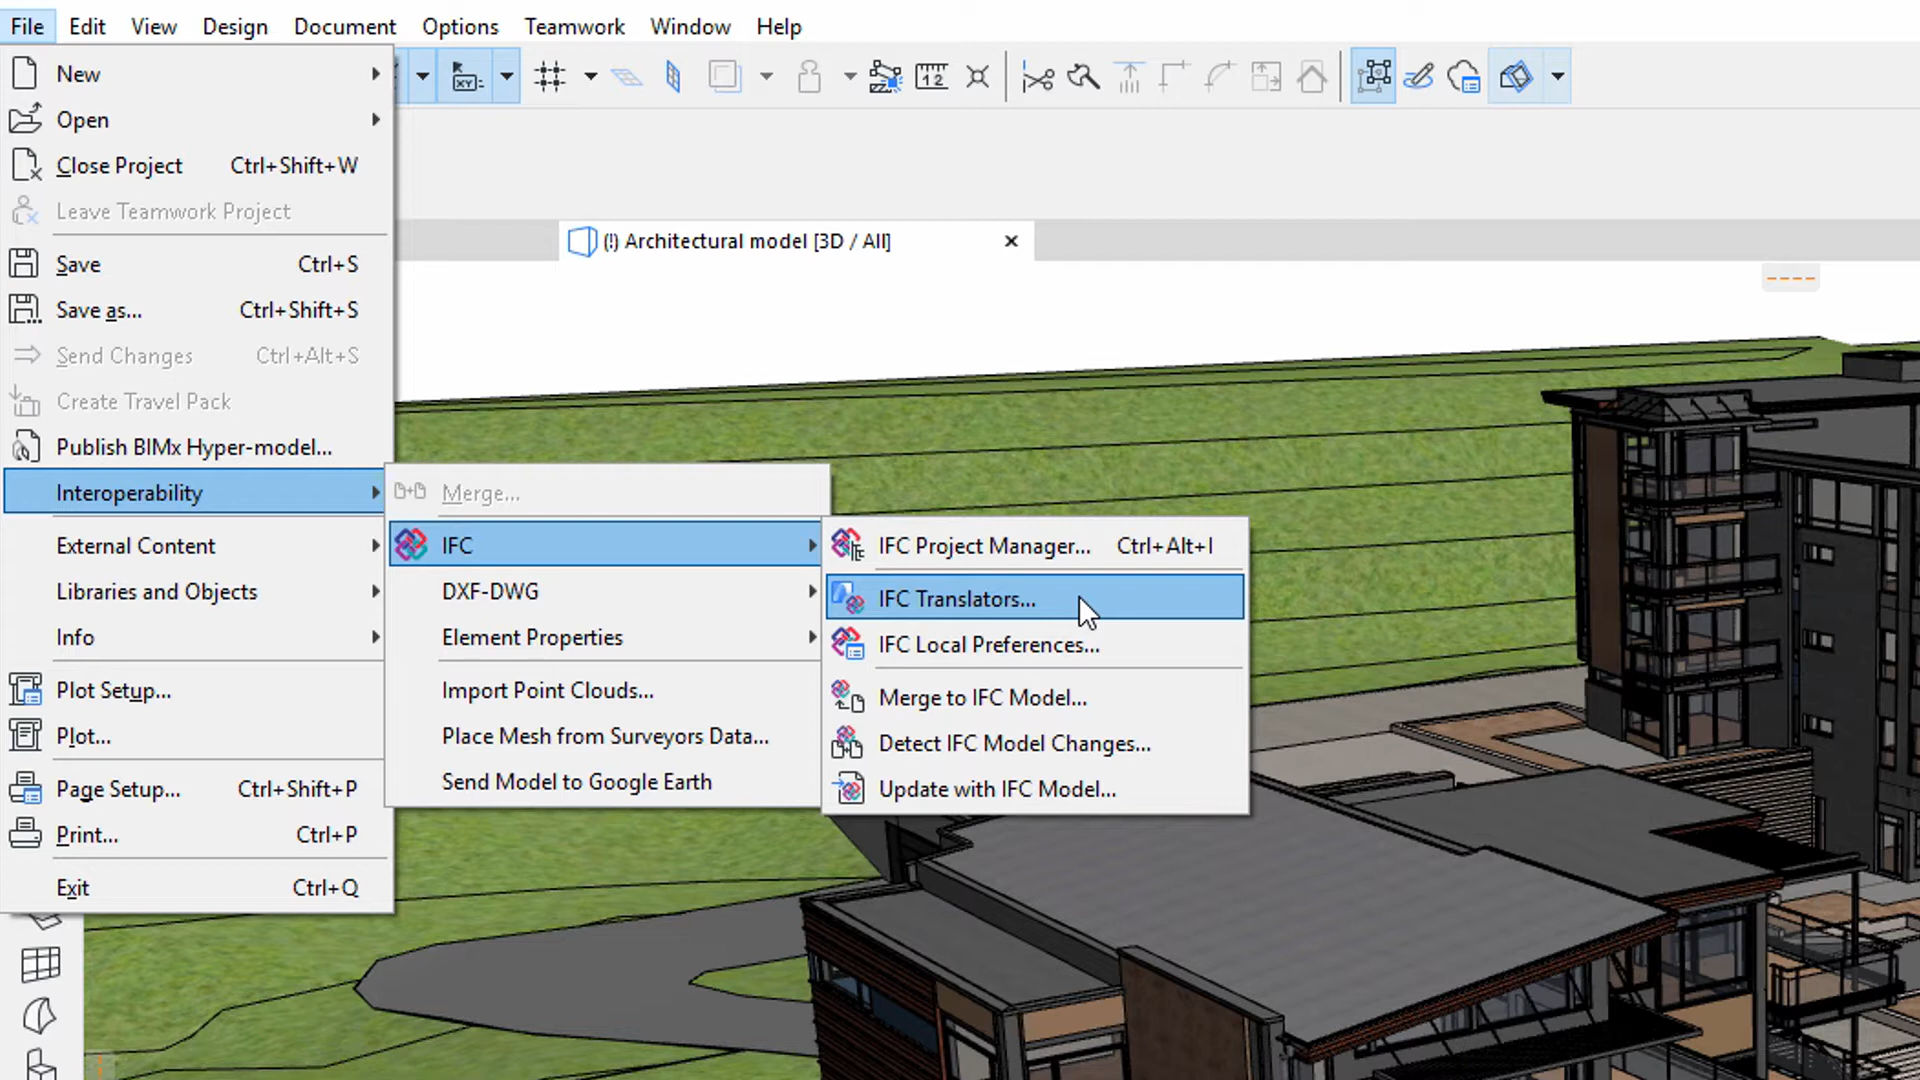 File Edit View Design Document Options Teamwork Window Help
New
Open
Close Project Ctrl+Shift+W
Leave Teamwork Project
Save Ctrl+S
Save as... Ctrl+Shift+S
Send Changes Ctrl+Alt+S
Create Travel Pack
Publish BIMx Hyper-model...
Interoperability
External Content
Libraries and Objects
Info
Plot Setup...
Plot...
Page Setup... Ctrl+Shift+P
Print... Ctrl+P
Exit Ctrl+Q
Merge...
IFC
DXF-DWG
Element Properties
Import Point Clouds...
Place Mesh from Surveyors Data...
Send Model to Google Earth
IFC Project Manager... Ctrl+Alt+I
IFC Translators...
IFC Local Preferences...
Merge to IFC Model...
Detect IFC Model Changes...
Update with IFC Model...
XY:
1 2
(!) Architectural model [3D / All]